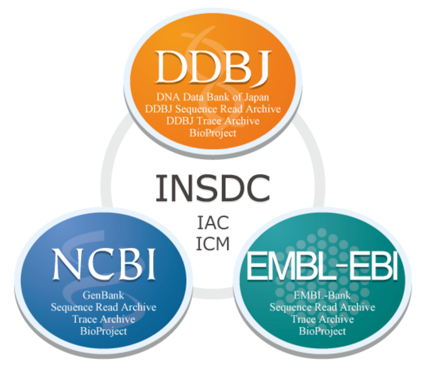 DDBJ
DNA Data Bank of Japan
DDBJ Sequence Read Archive
DDBJ Trace Archive
BioProject
INSDC
IAC
ICM
NCBI
GenBank
Sequence Read Archive
Trace Archive
BioProject
EMBL-EBI
EMBL-Bank
Sequence Read Archive
Trace Archive
BioProject